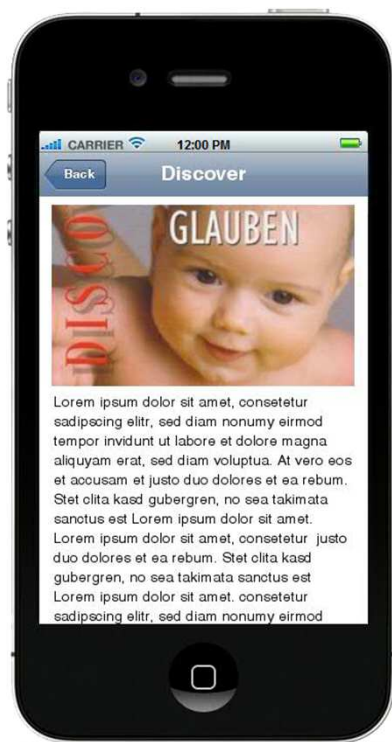 CARRIER 12:00 PM
Back Discover
DISCO
GLAUBEN
Lorem ipsum dolor sit amet, consetetur
sadipscing elitr, sed diam nonumy eirmod
tempor invidunt ut labore et dolore magna
aliquyam erat, sed diam voluptua. At vero eos
et accusam et justo duo dolores et ea rebum.
Stet clita kasd gubergren, no sea takimata
sanctus est Lorem ipsum dolor sit amet.
Lorem ipsum dolor sit amet, consetetur justo
duo dolores et ea rebum. Stet clita kasd
gubergren, no sea takimata sanctus est
Lorem ipsum dolor sit amet. consetetur
sadipscing elitr, sed diam nonumy eirmod